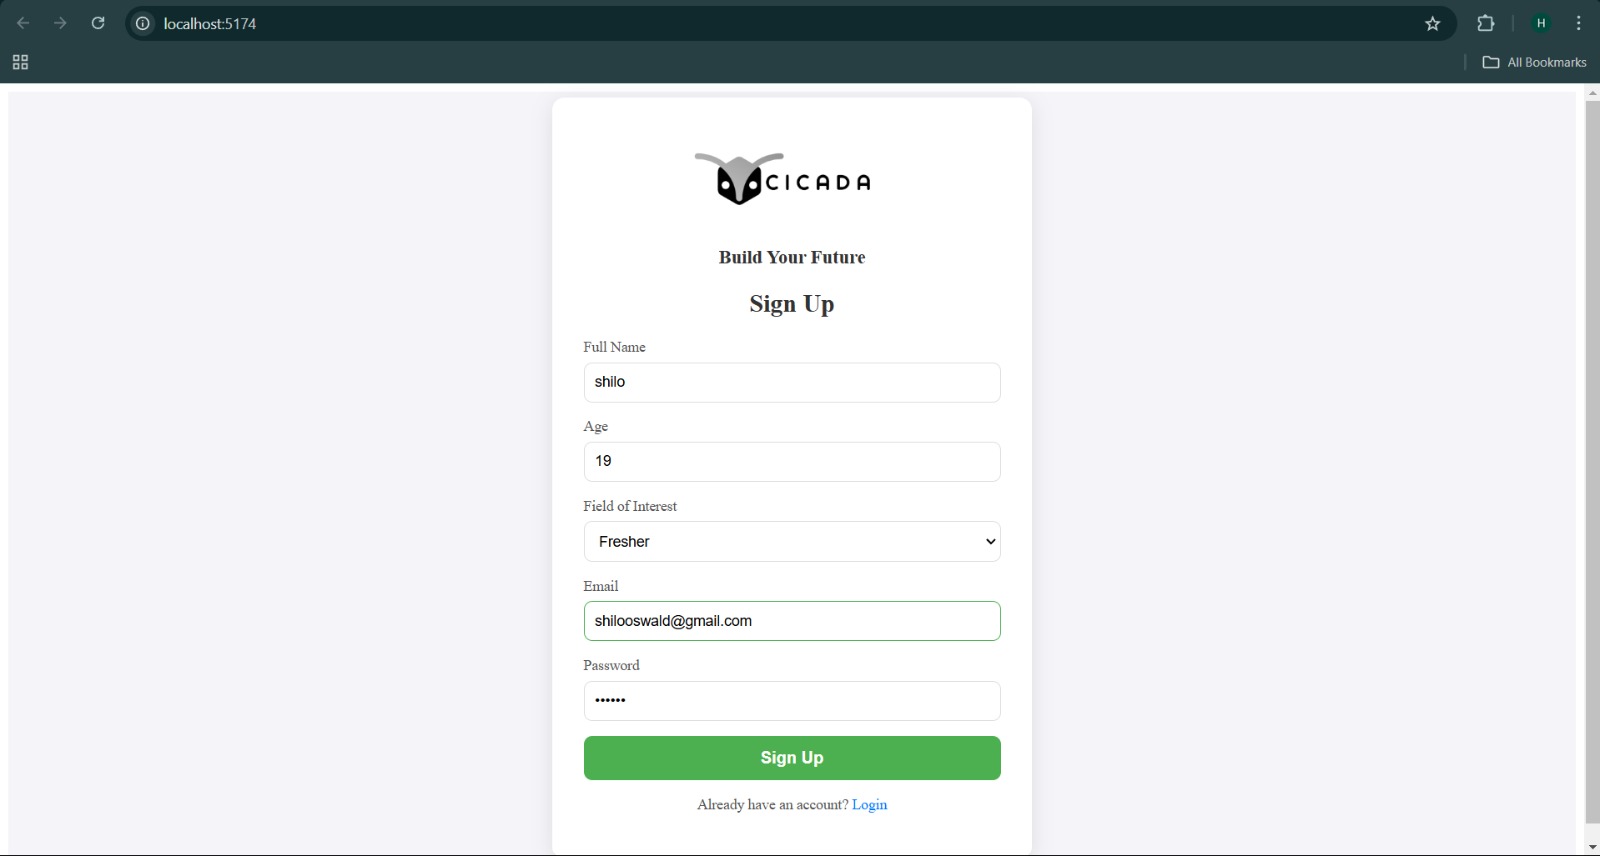 localhost:5174
H
All Bookmarks
CICADA
Build Your Future
Sign Up
Full Name
shilo
Age
19
Field of Interest
Fresher
Email
shilooswald@gmail.com
Password
••••••
Sign Up
Already have an account? Login